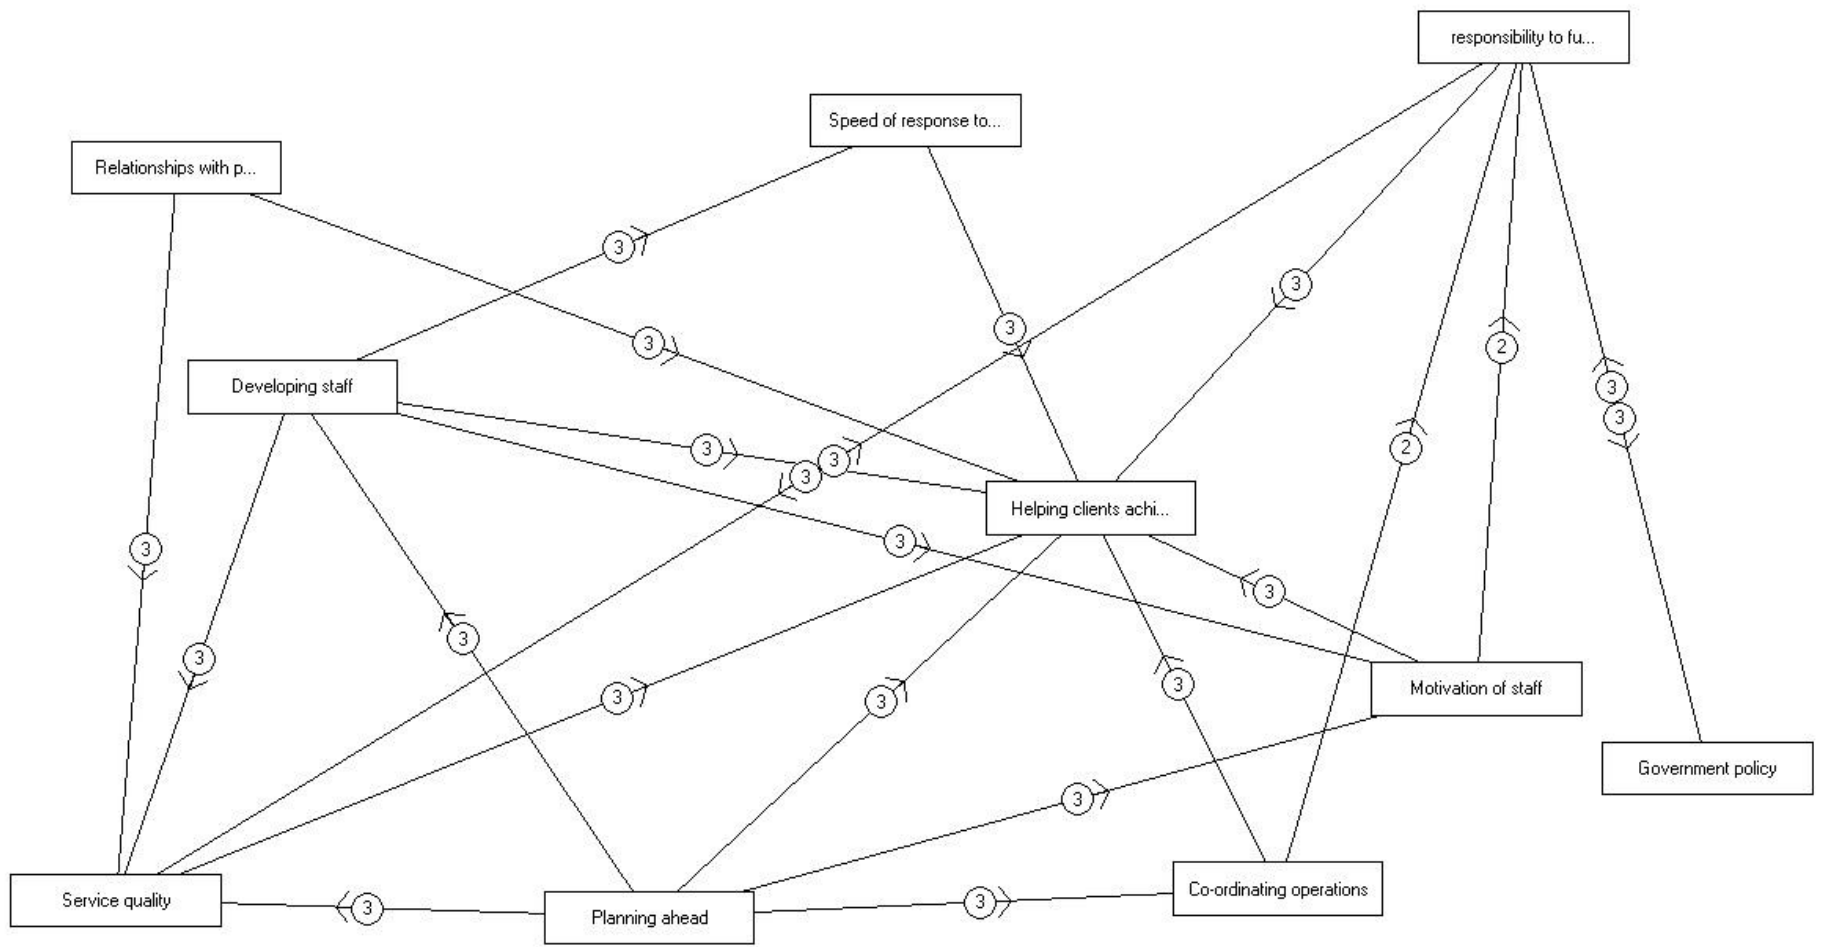 responsibility to fu...
Speed of response to...
Relationships with p...
3
3
3
3
Developing staff
3
2
3
3
3
2
3
3
3
Helping clients achi...
3
3
3
3
3
3
Motivation of staff
3
3
Government policy
3
Service quality
Planning ahead
Co-ordinating operations
3
3